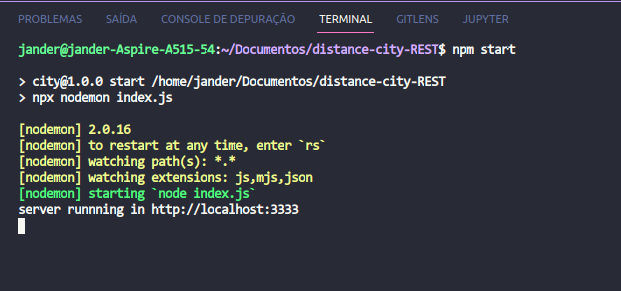 PROBLEMAS SAÍDA CONSOLE DE DEPURAÇÃO TERMINAL GITLENS JUPYTER
jander@jander-Aspire-A515-54:~/Documentos/distance-city-REST$ npm start
> city@1.0.0 start /home/jander/Documentos/distance-city-REST
> npx nodemon index.js
[nodemon] 2.0.16
[nodemon] to restart at any time, enter `rs`
[nodemon] watching path(s): *.*
[nodemon] watching extensions: js,mjs,json
[nodemon] starting `node index.js`
server runnning in http://localhost:3333